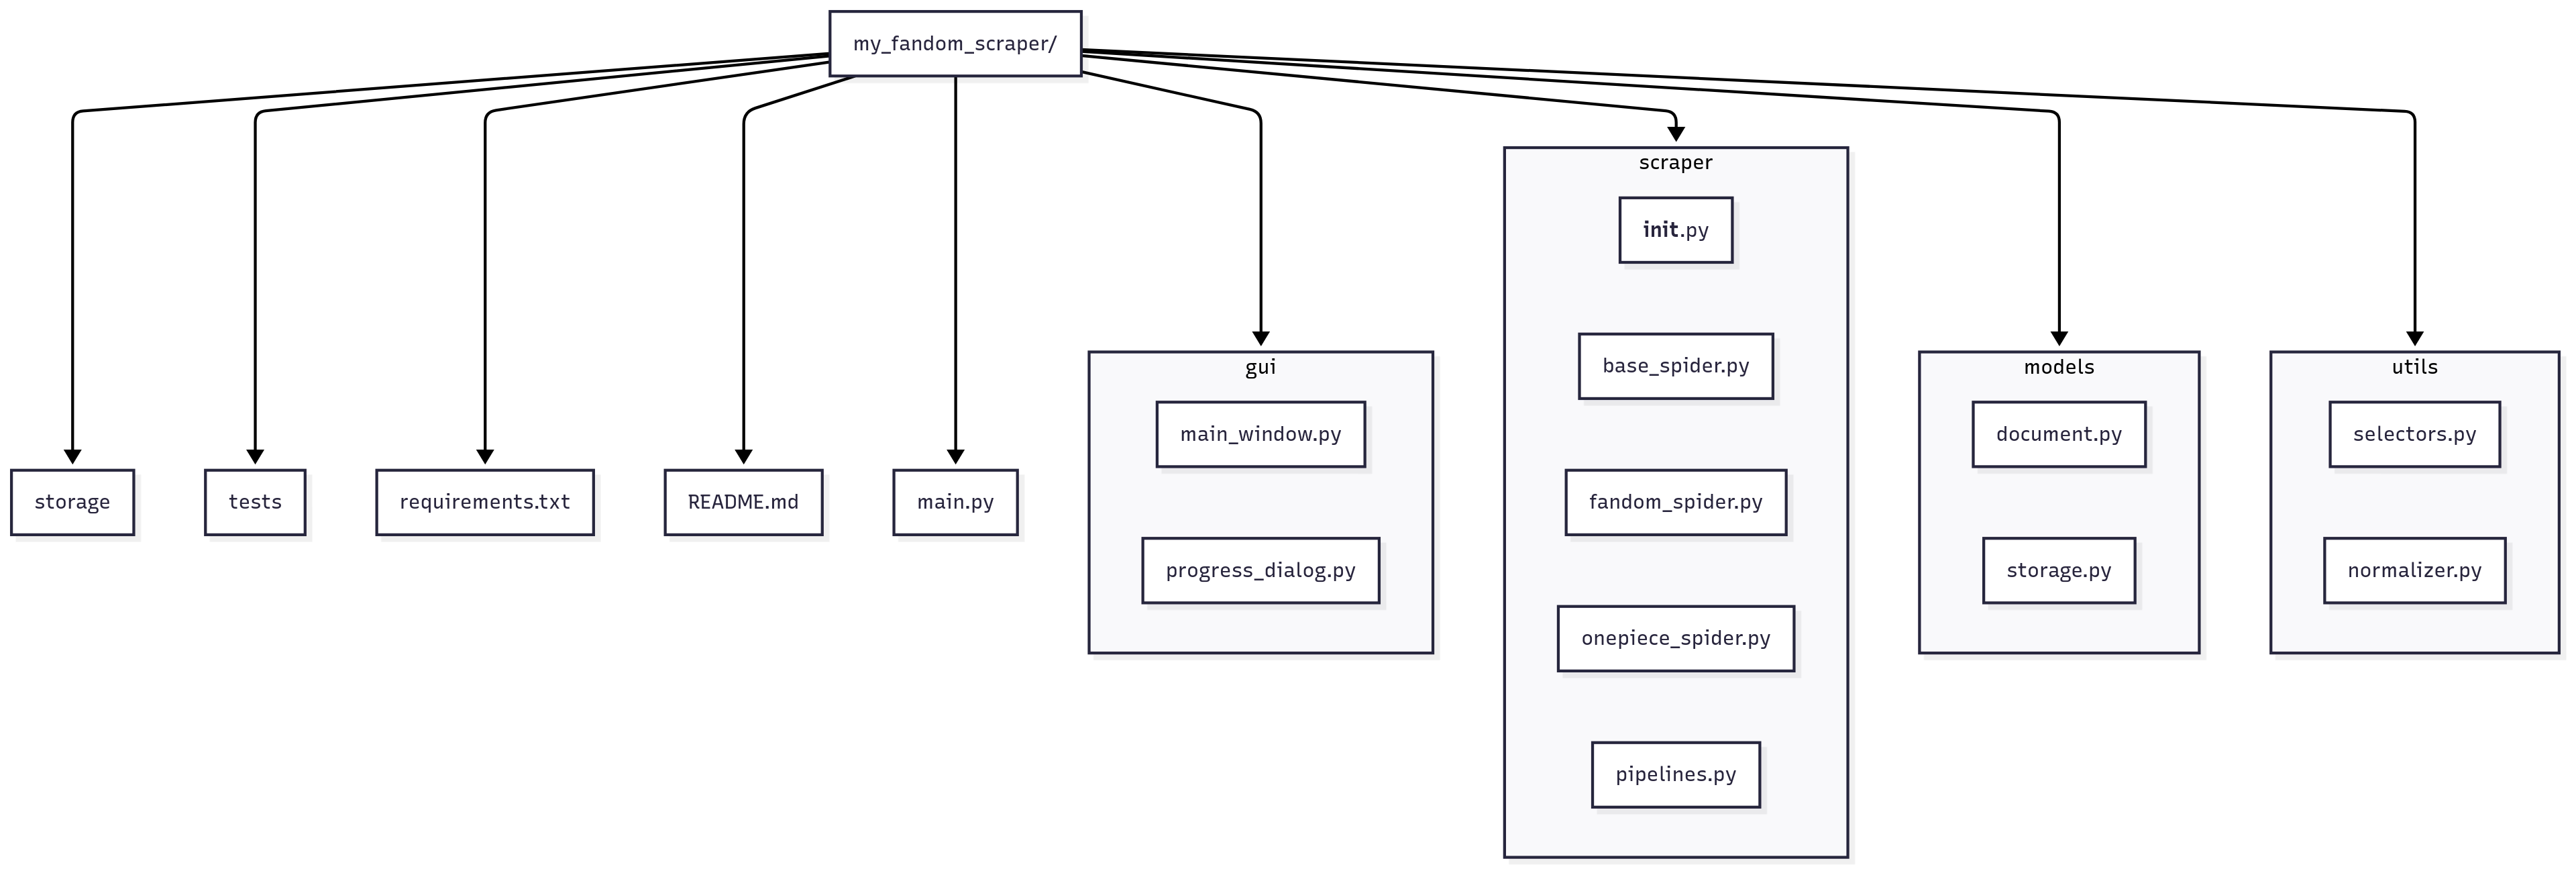 my_fandom_scraper/
storage
tests
requirements.txt
README.md
main.py
gui
main_window.py
progress_dialog.py
scraper
init.py
base_spider.py
fandom_spider.py
onepiece_spider.py
pipelines.py
models
document.py
storage.py
utils
selectors.py
normalizer.py